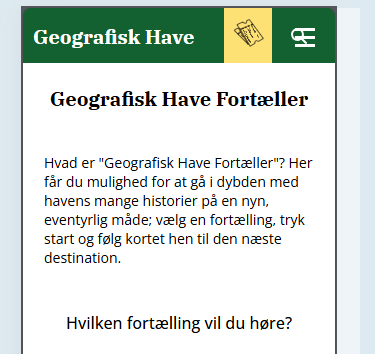 Geografisk Have
Geografisk Have Fortæller
Hvad er "Geografisk Have Fortæller"? Her
får du mulighed for at gå i dybden med
havens mange historier på en nyn,
eventyrlig måde; vælg en fortælling, tryk
start og følg kortet hen til den næste
destination.
Hvilken fortælling vil du høre?